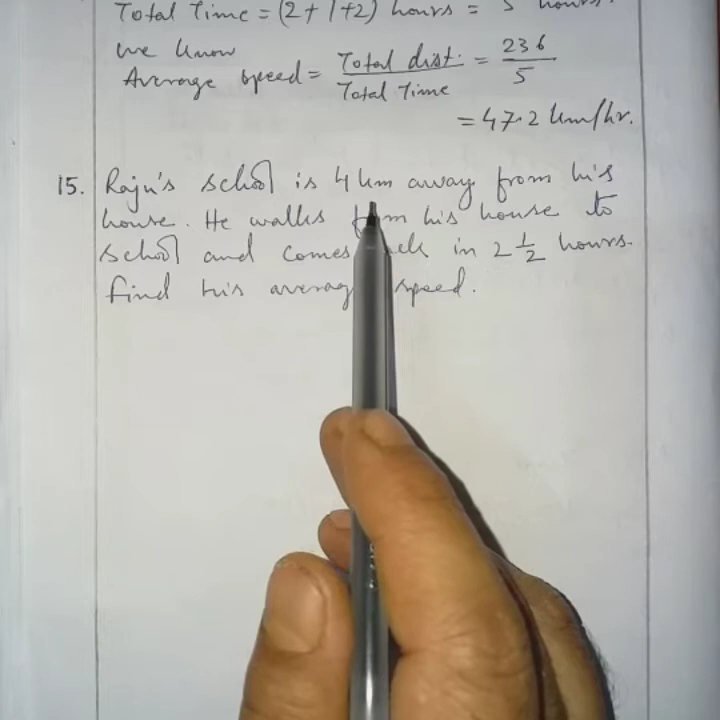 Total Time = (2 + 1 + 2) hours = 5 hours.
we know
Average speed = Total dist. / Total Time = 236 / 5
= 47.2 km/hr.
15. Raju's school is 4 km away from his
house. He walks from his house to
school and comes back in 2 1/2 hours.
Find his average speed.